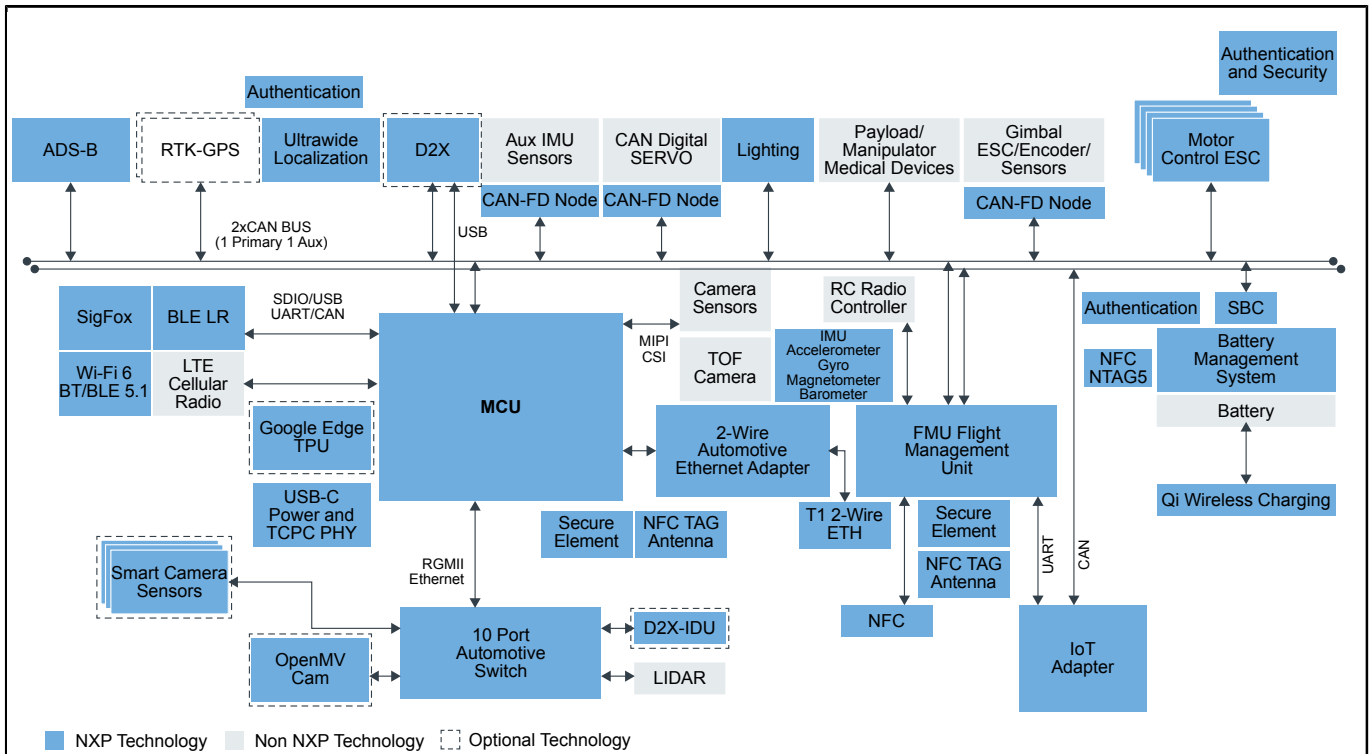 Authentication
and Security
Authentication
ADS-B
RTK-GPS
Ultrawide
Localization
D2X
Aux IMU
Sensors
CAN-FD Node
CAN Digital
SERVO
CAN-FD Node
Lighting
Payload/
Manipulator
Medical Devices
Gimbal
ESC/Encoder/
Sensors
CAN-FD Node
Motor
Control ESC
2xCAN BUS
(1 Primary 1 Aux)
USB
SigFox
BLE LR
Wi-Fi 6
BT/BLE 5.1
LTE
Cellular
Radio
SDIO/USB
UART/CAN
MCU
Google Edge
TPU
USB-C
Power and
TCPC PHY
MIPI
CSI
Camera
Sensors
TOF
Camera
RC Radio
Controller
IMU
Accelerometer
Gyro
Magnetometer
Barometer
2-Wire
Automotive
Ethernet Adapter
FMU Flight
Management
Unit
Authentication
SBC
NFC
NTAG5
Battery
Management
System
Battery
Qi Wireless Charging
Secure
Element
NFC TAG
Antenna
T1 2-Wire
ETH
Secure
Element
NFC TAG
Antenna
NFC
UART
CAN
IoT
Adapter
RGMII
Ethernet
Smart Camera
Sensors
OpenMV
Cam
10 Port
Automotive
Switch
D2X-IDU
LIDAR
NXP Technology
Non NXP Technology
Optional Technology